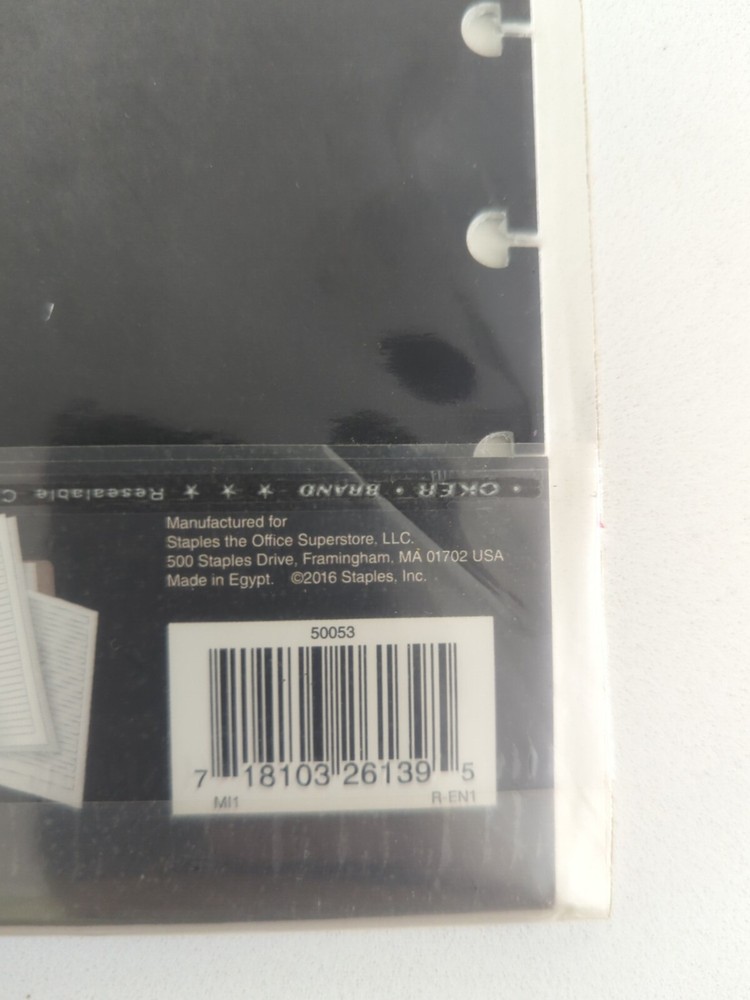 • OKER • BRAND • ★ ★ ★ Resealable C
Manufactured for
Staples the Office Superstore, LLC.
500 Staples Drive, Framingham, MA 01702 USA
Made in Egypt. ©2016 Staples, Inc.
50053
7 18103 26139 5
MI1 R-EN1